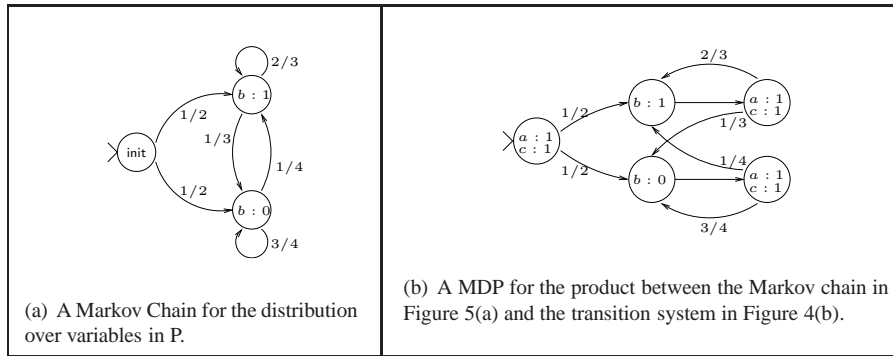 2/3
b : 1
1/2
1/3
init
1/4
1/2
b : 0
3/4
(a) A Markov Chain for the distribution
over variables in P.
2/3
1/2
b : 1
a : 1
c : 1
a : 1
c : 1
1/3
1/4
1/2
b : 0
a : 1
c : 1
3/4
(b) A MDP for the product between the Markov chain in
Figure 5(a) and the transition system in Figure 4(b).